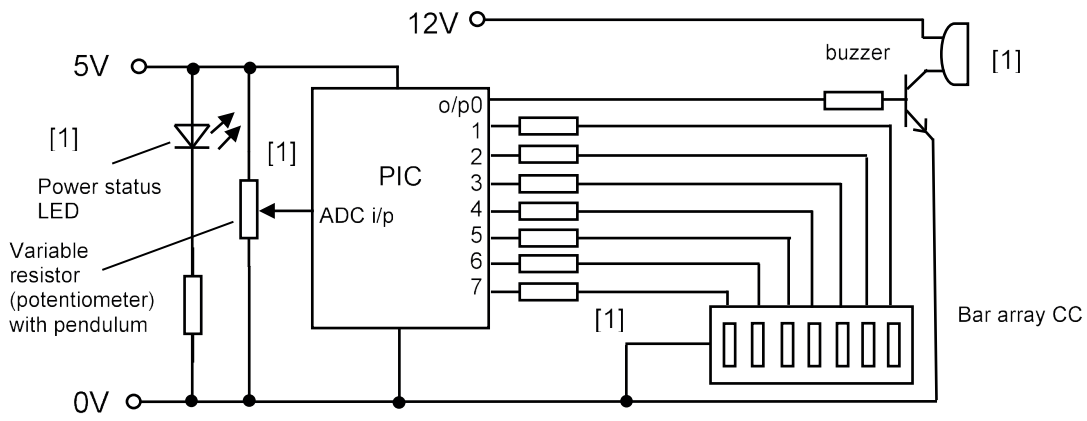 12V
5V
buzzer
[1]
o/p0
1
[1]
[1]
2
PIC
3
Power status
LED
ADC i/p
4
5
Variable
resistor
(potentiometer)
with pendulum
6
7
[1]
Bar array CC
0V